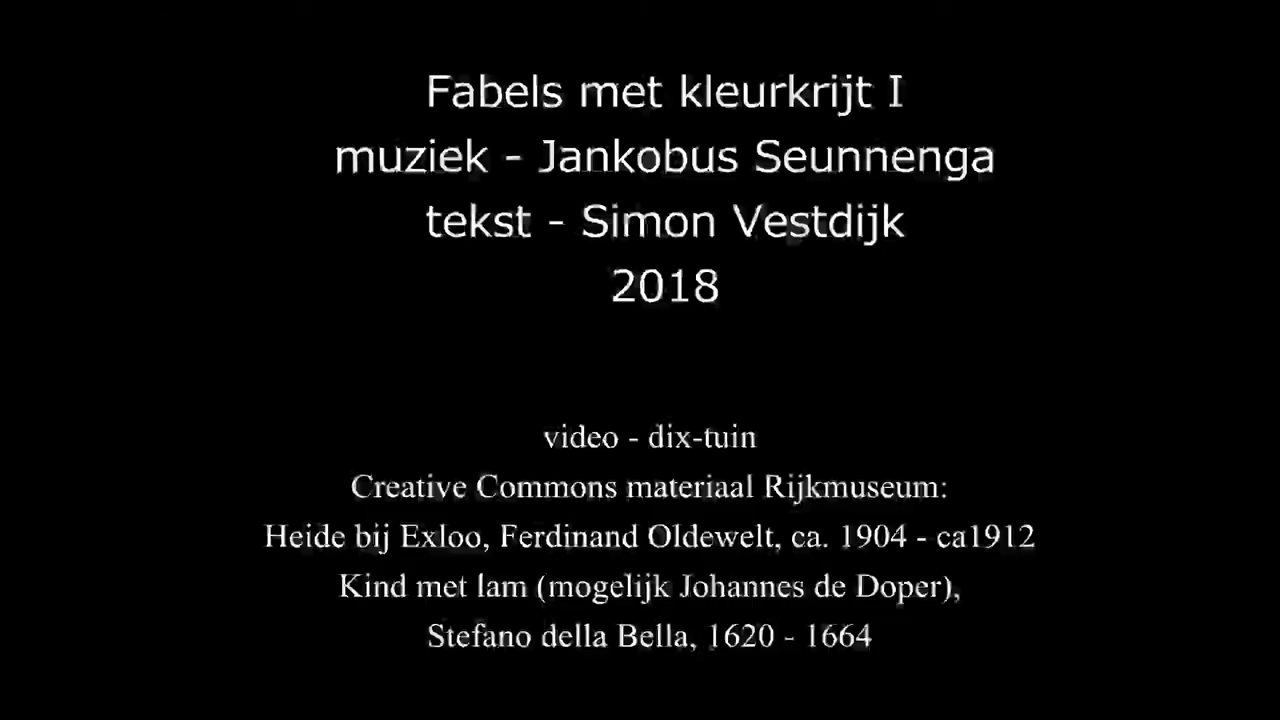 Fabels met kleurkrijt I
muziek - Jankobus Seunnenga
tekst - Simon Vestdijk
2018
video - dix-tuin
Creative Commons materiaal Rijkmuseum:
Heide bij Exloo, Ferdinand Oldewelt, ca. 1904 - ca1912
Kind met lam (mogelijk Johannes de Doper),
Stefano della Bella, 1620 - 1664